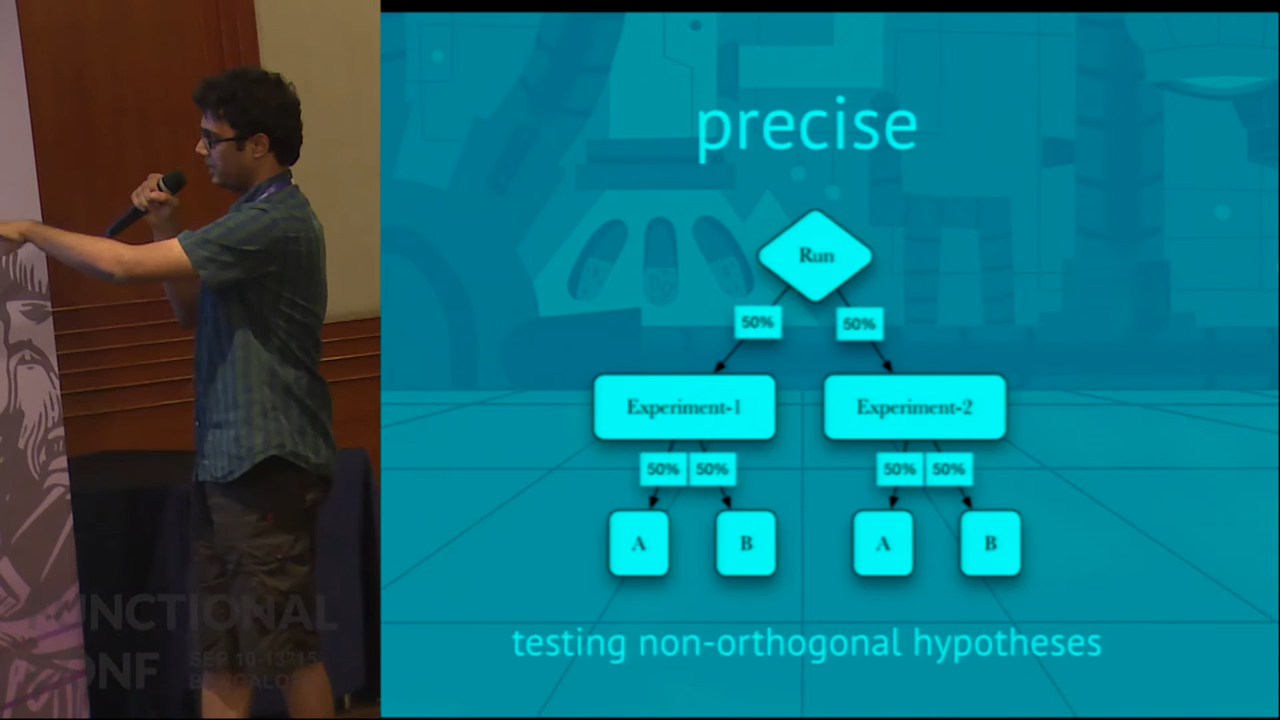 precise
Run
50% 50%
Experiment-1 Experiment-2
50% 50% 50% 50%
A B A B
testing non-orthogonal hypotheses
UNCTIONAL
ONF SEP 10-13"15